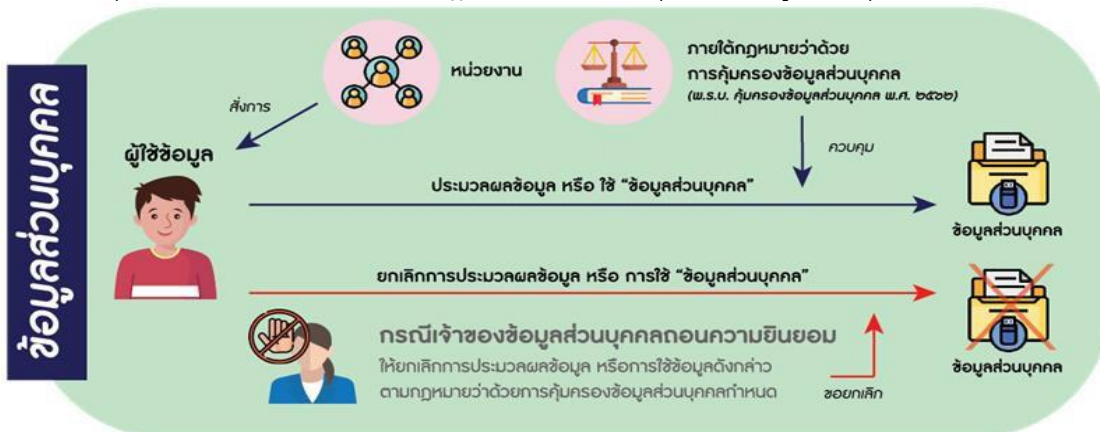 ข้อมูลส่วนบุคคล
หน่วยงาน
ภายใต้กฎหมายว่าด้วย
การคุ้มครองข้อมูลส่วนบุคคล
(พ.ร.บ. คุ้มครองข้อมูลส่วนบุคคล พ.ศ. ๒๕๖๒)
สั่งการ
ผู้ใช้ข้อมูล
ควบคุม
ประมวลผลข้อมูล หรือ ใช้ “ข้อมูลส่วนบุคคล”
ข้อมูลส่วนบุคคล
ยกเลิกการประมวลผลข้อมูล หรือ การใช้ “ข้อมูลส่วนบุคคล”
กรณีเจ้าของข้อมูลส่วนบุคคลถอนความยินยอม
ให้ยกเลิกการประมวลผลข้อมูล หรือการใช้ข้อมูลดังกล่าว
ตามกฎหมายว่าด้วยการคุ้มครองข้อมูลส่วนบุคคลกำหนด
ขอยกเลิก
ข้อมูลส่วนบุคคล